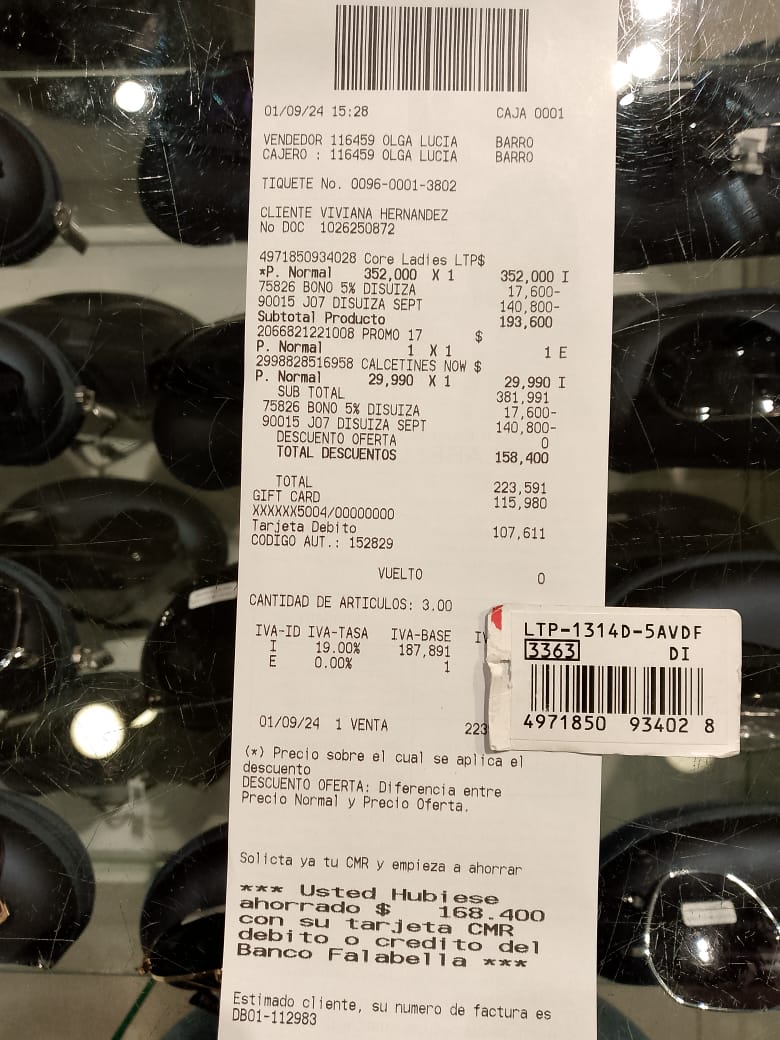 01/09/24 15:28 CAJA 0001
VENDEDOR 116459 OLGA LUCIA BARRO
CAJERO : 116459 OLGA LUCIA BARRO
TIQUETE No. 0096-0001-3802
CLIENTE VIVIANA HERNANDEZ
No DOC 1026250872
4971850934028 Core Ladies LTP$
*P. Normal 352,000 X 1 352,000 I
75826 BONO 5% DISUIZA 17,600-
90015 J07 DISUIZA SEPT 140,800-
Subtotal Producto 193,600
2066821221008 PROMO 17 $
P. Normal 1 X 1 1 E
2998828516958 CALCETINES NOW $
P. Normal 29,990 X 1 29,990 I
SUB TOTAL 381,991
75826 BONO 5% DISUIZA 17,600-
90015 J07 DISUIZA SEPT 140,800-
DESCUENTO OFERTA 0
TOTAL DESCUENTOS 158,400
TOTAL 223,591
GIFT CARD 115,980
XXXXXX5004/00000000
Tarjeta Debito 107,611
CODIGO AUT.: 152829
VUELTO 0
CANTIDAD DE ARTICULOS: 3.00
IVA-ID IVA-TASA IVA-BASE
I 19.00% 187,891
E 0.00% 1
01/09/24 1 VENTA 223
(*) Precio sobre el cual se aplica el
descuento
DESCUENTO OFERTA: Diferencia entre
Precio Normal y Precio Oferta.
Solicta ya tu CMR y empieza a ahorrar
*** Usted Hubiese
ahorrado $ 168.400
con su tarjeta CMR
debito o credito del
Banco Falabella ***
Estimado cliente, su numero de factura es
DB01-112983
LTP-1314D-5AVDF
3363 DI
4971850 93402 8